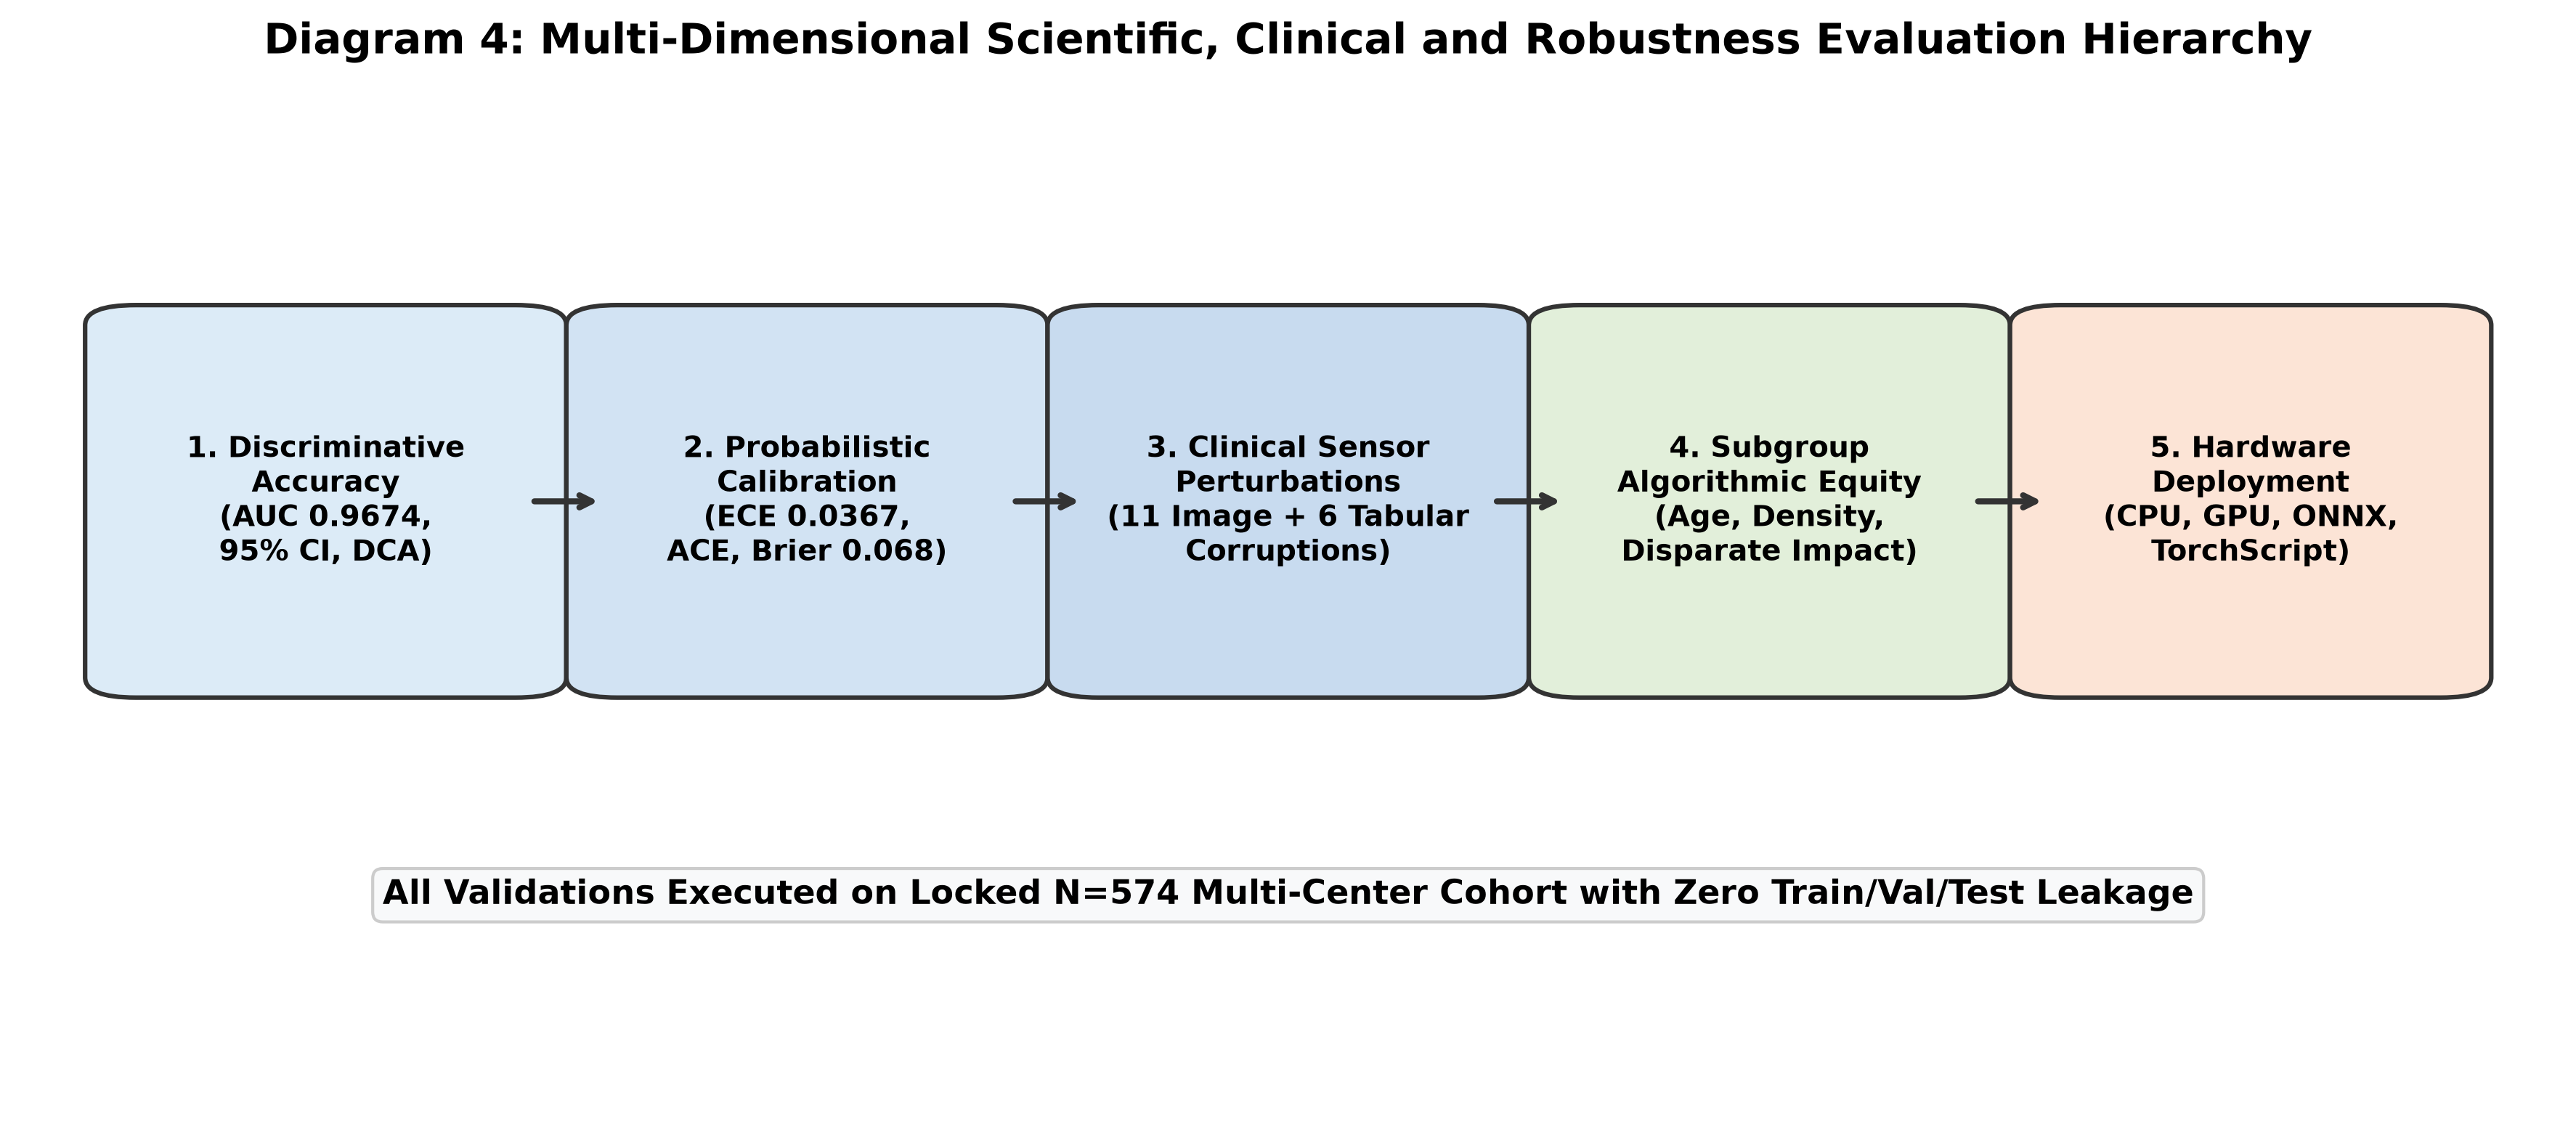 Diagram 4: Multi-Dimensional Scientific, Clinical and Robustness Evaluation Hierarchy
1. Discriminative
Accuracy
(AUC 0.9674,
95% CI, DCA)
2. Probabilistic
Calibration
(ECE 0.0367,
ACE, Brier 0.068)
3. Clinical Sensor
Perturbations
(11 Image + 6 Tabular
Corruptions)
4. Subgroup
Algorithmic Equity
(Age, Density,
Disparate Impact)
5. Hardware
Deployment
(CPU, GPU, ONNX,
TorchScript)
All Validations Executed on Locked N=574 Multi-Center Cohort with Zero Train/Val/Test Leakage